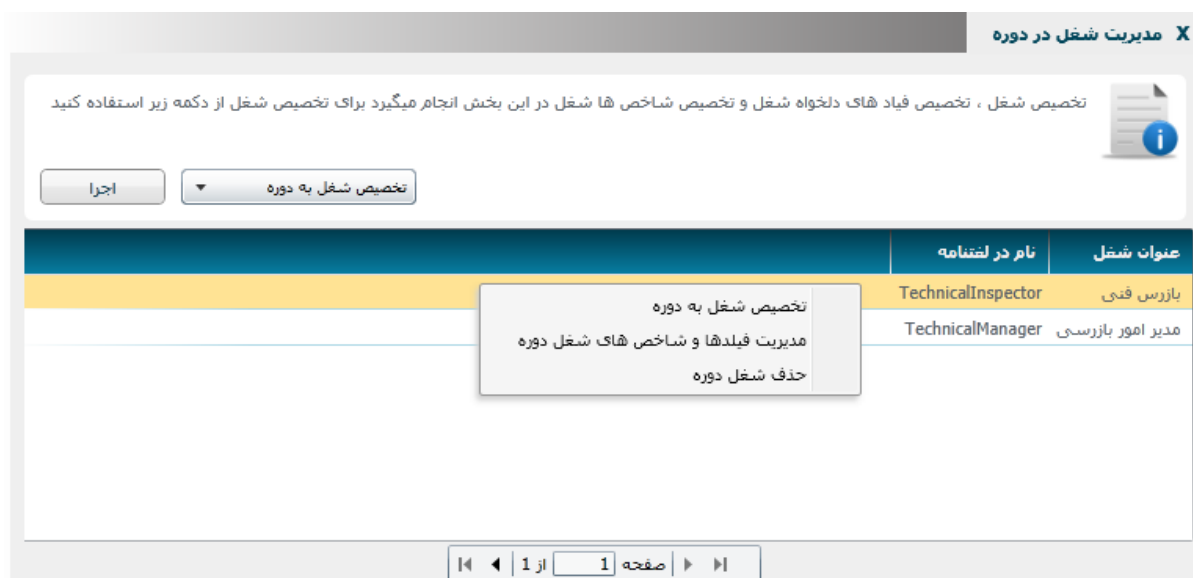 X مدیریت شغل در دوره
تخصیص شغل ، تخصیص فیاد های دلخواه شغل و تخصیص شاخص ها شغل در این بخش انجام میگیرد برای تخصیص شغل از دکمه زیر استفاده کنید
تخصیص شغل به دوره
اجرا
عنوان شغل نام در لغتنامه
بازرس فنی TechnicalInspector
مدیر امور بازرسی TechnicalManager
تخصیص شغل به دوره
مدیریت فیلدها و شاخص های شغل دوره
حذف شغل دوره
صفحه 1 از 1